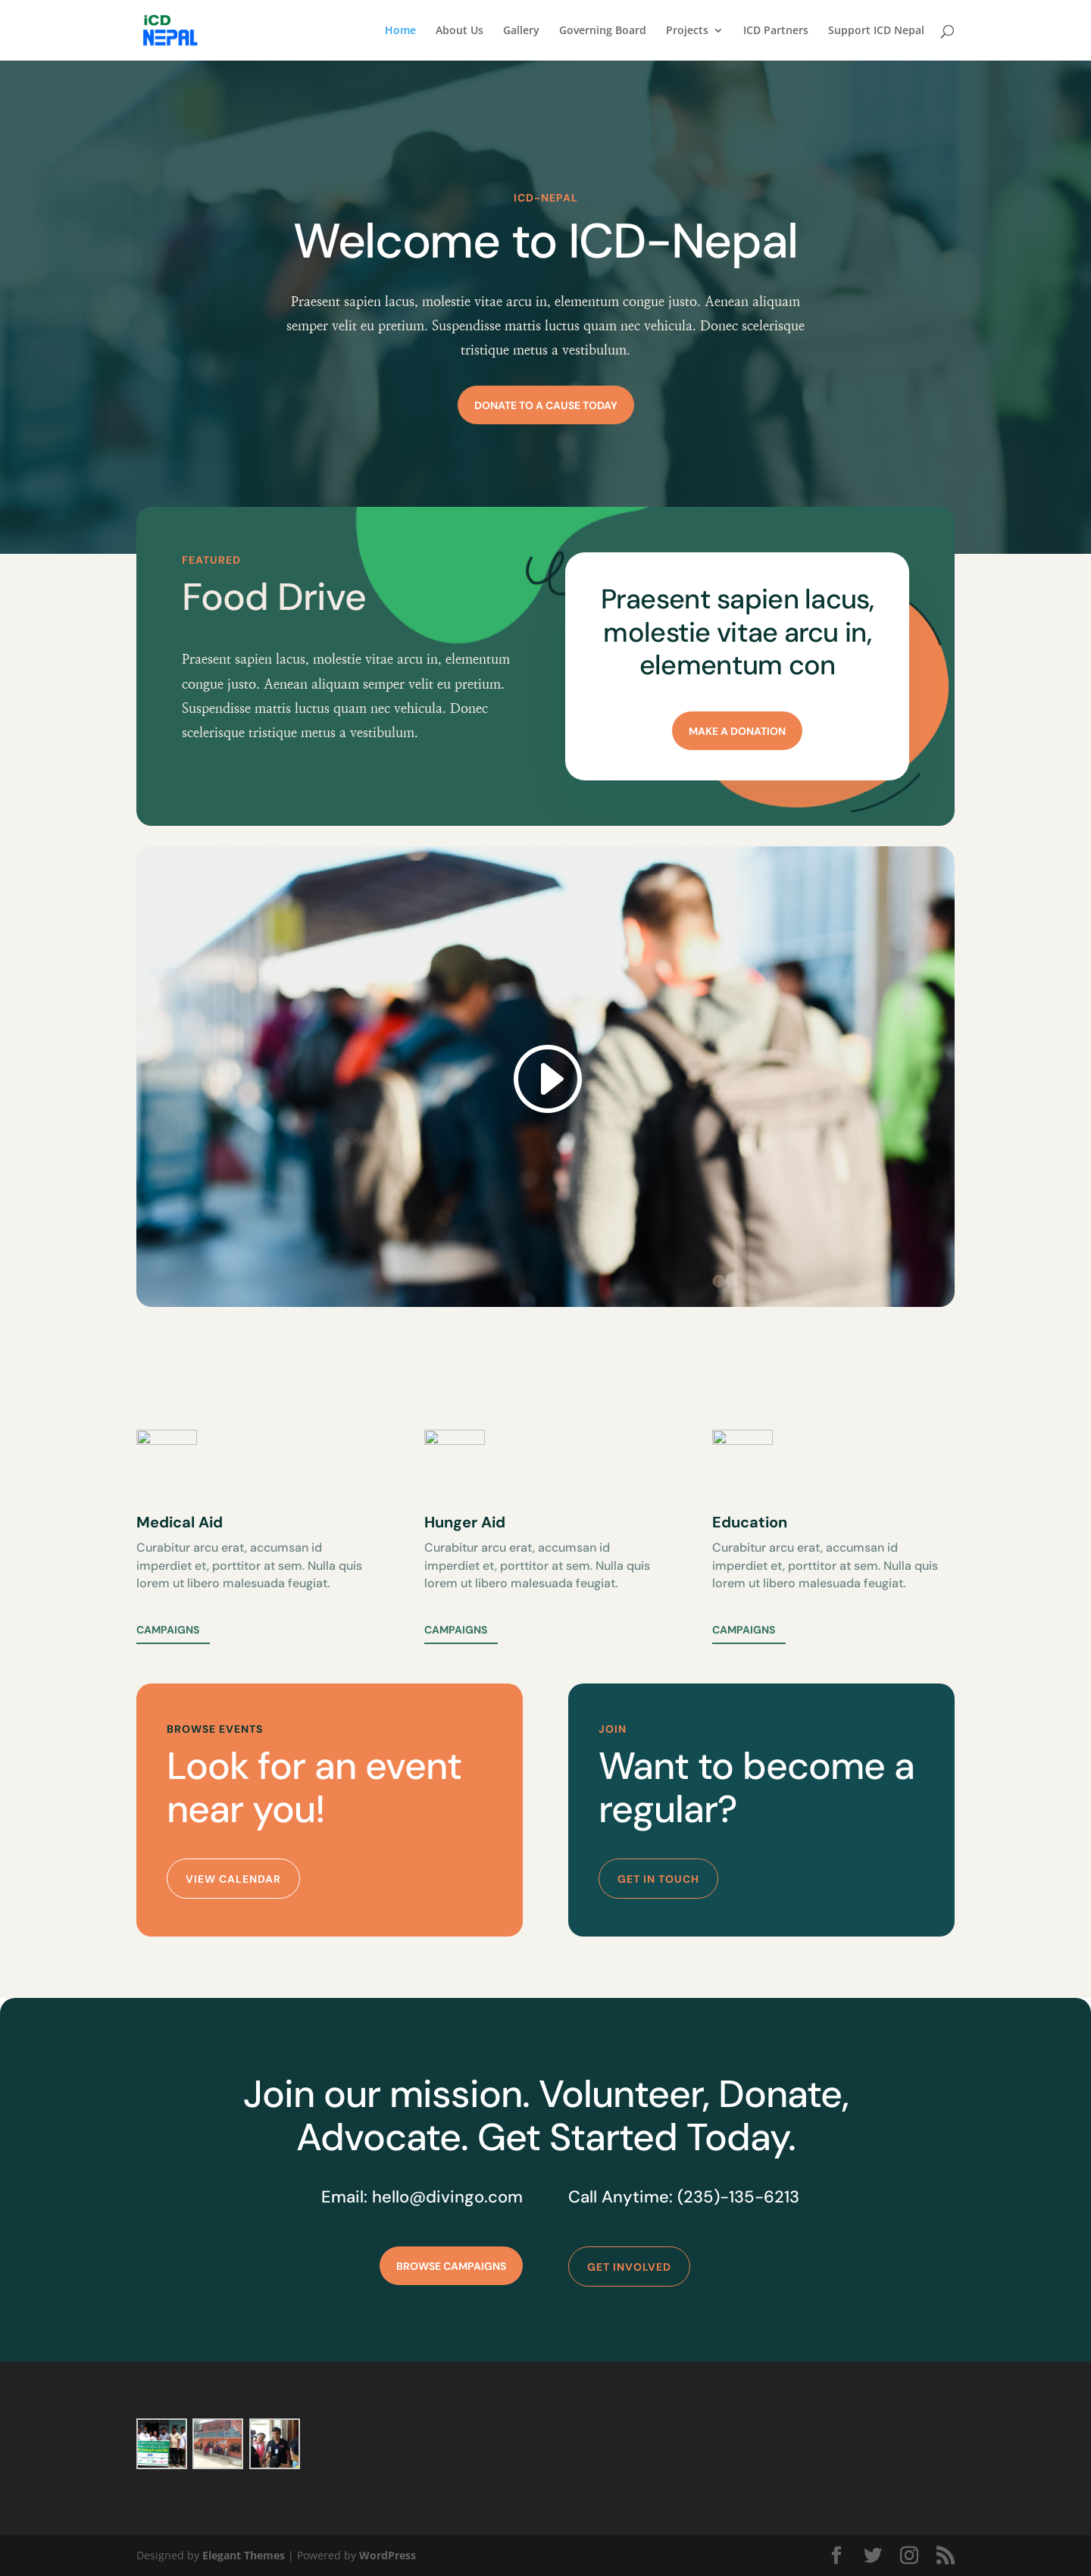 iCD
NEPAL
Home
About Us
Gallery
Governing Board
Projects
ICD Partners
Support ICD Nepal
ICD-NEPAL
Welcome to ICD-Nepal
Praesent sapien lacus, molestie vitae arcu in, elementum congue justo. Aenean aliquam
semper velit eu pretium. Suspendisse mattis luctus quam nec vehicula. Donec scelerisque
tristique metus a vestibulum.
DONATE TO A CAUSE TODAY
FEATURED
Food Drive
Praesent sapien lacus, molestie vitae arcu in, elementum
congue justo. Aenean aliquam semper velit eu pretium.
Suspendisse mattis luctus quam nec vehicula. Donec
scelerisque tristique metus a vestibulum.
Praesent sapien lacus,
molestie vitae arcu in,
elementum con
MAKE A DONATION
Medical Aid
Curabitur arcu erat, accumsan id
imperdiet et, porttitor at sem. Nulla quis
lorem ut libero malesuada feugiat.
CAMPAIGNS
Hunger Aid
Curabitur arcu erat, accumsan id
imperdiet et, porttitor at sem. Nulla quis
lorem ut libero malesuada feugiat.
CAMPAIGNS
Education
Curabitur arcu erat, accumsan id
imperdiet et, porttitor at sem. Nulla quis
lorem ut libero malesuada feugiat.
CAMPAIGNS
BROWSE EVENTS
Look for an event
near you!
VIEW CALENDAR
JOIN
Want to become a
regular?
GET IN TOUCH
Join our mission. Volunteer, Donate,
Advocate. Get Started Today.
Email: hello@divingo.com
Call Anytime: (235)-135-6213
BROWSE CAMPAIGNS
GET INVOLVED
Designed by Elegant Themes | Powered by WordPress